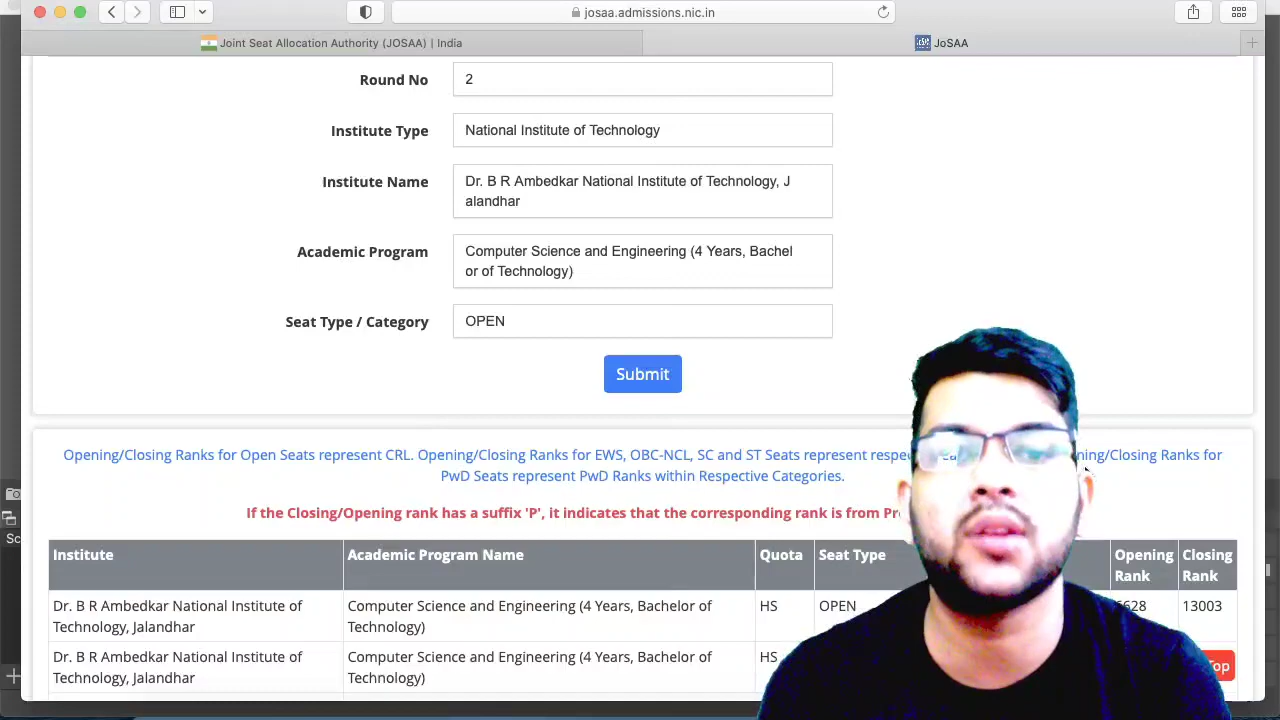 josaa.admissions.nic.in
Joint Seat Allocation Authority (JOSAA) | India
JoSAA
Round No
2
Institute Type
National Institute of Technology
Institute Name
Dr. B R Ambedkar National Institute of Technology, J
alandhar
Academic Program
Computer Science and Engineering (4 Years, Bachel
or of Technology)
Seat Type / Category
OPEN
Submit
Opening/Closing Ranks for Open Seats represent CRL. Opening/Closing Ranks for EWS, OBC-NCL, SC and ST Seats represent Ranks for
PwD Seats represent PwD Ranks within Respective Categories.
If the Closing/Opening rank has a suffix 'P', it indicates that the corresponding rank is from
Institute Academic Program Name Quota Seat Type Opening Rank Closing Rank
Dr. B R Ambedkar National Institute of Technology, Jalandhar Computer Science and Engineering (4 Years, Bachelor of Technology) HS OPEN 13003
Dr. B R Ambedkar National Institute of Technology, Jalandhar Computer Science and Engineering (4 Years, Bachelor of Technology) HS
Top